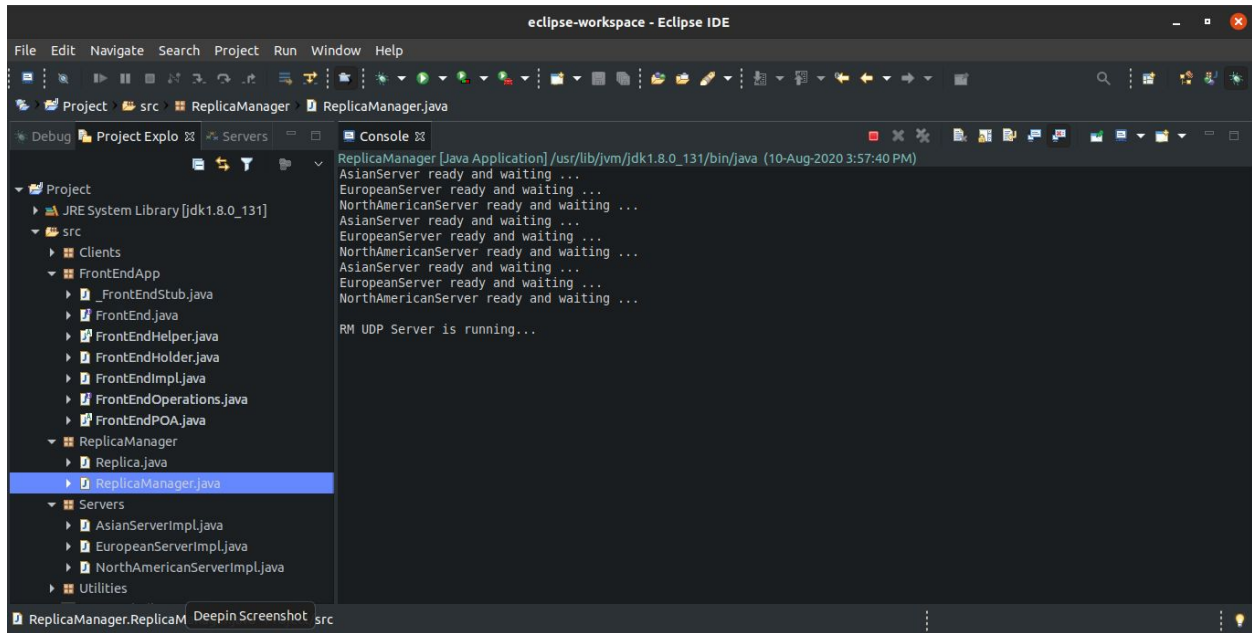 eclipse-workspace - Eclipse IDE
File Edit Navigate Search Project Run Window Help
Project src ReplicaManager ReplicaManager.java
Debug Project Explo Servers
Console
ReplicaManager [Java Application] /usr/lib/jvm/jdk1.8.0_131/bin/java (10-Aug-2020 3:57:40 PM)
Project
JRE System Library [jdk1.8.0_131]
src
Clients
FrontEndApp
_FrontEndStub.java
FrontEnd.java
FrontEndHelper.java
FrontEndHolder.java
FrontEndImpl.java
FrontEndOperations.java
FrontEndPOA.java
ReplicaManager
Replica.java
ReplicaManager.java
Servers
AsianServerImpl.java
EuropeanServerImpl.java
NorthAmericanServerImpl.java
Utilities
AsianServer ready and waiting ...
EuropeanServer ready and waiting ...
NorthAmericanServer ready and waiting ...
AsianServer ready and waiting ...
EuropeanServer ready and waiting ...
NorthAmericanServer ready and waiting ...
AsianServer ready and waiting ...
EuropeanServer ready and waiting ...
NorthAmericanServer ready and waiting ...
RM UDP Server is running...
ReplicaManager.ReplicaM Deepin Screenshot src